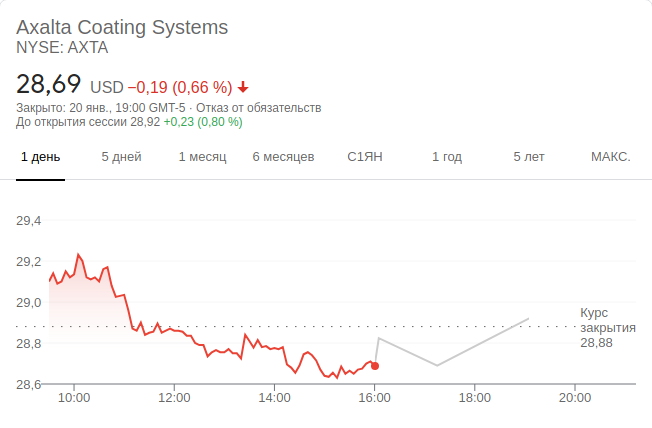 Axalta Coating Systems
NYSE: AXTA
28,69 USD −0,19 (0,66 %)
Закрыто: 20 янв., 19:00 GMT-5 · Отказ от обязательств
До открытия сессии 28,92 +0,23 (0,80 %)
1 день 5 дней 1 месяц 6 месяцев С1ЯН 1 год 5 лет МАКС.
29,4
29,2
29,0
28,8
28,6
Курс
закрытия
28,88
10:00 12:00 14:00 16:00 18:00 20:00